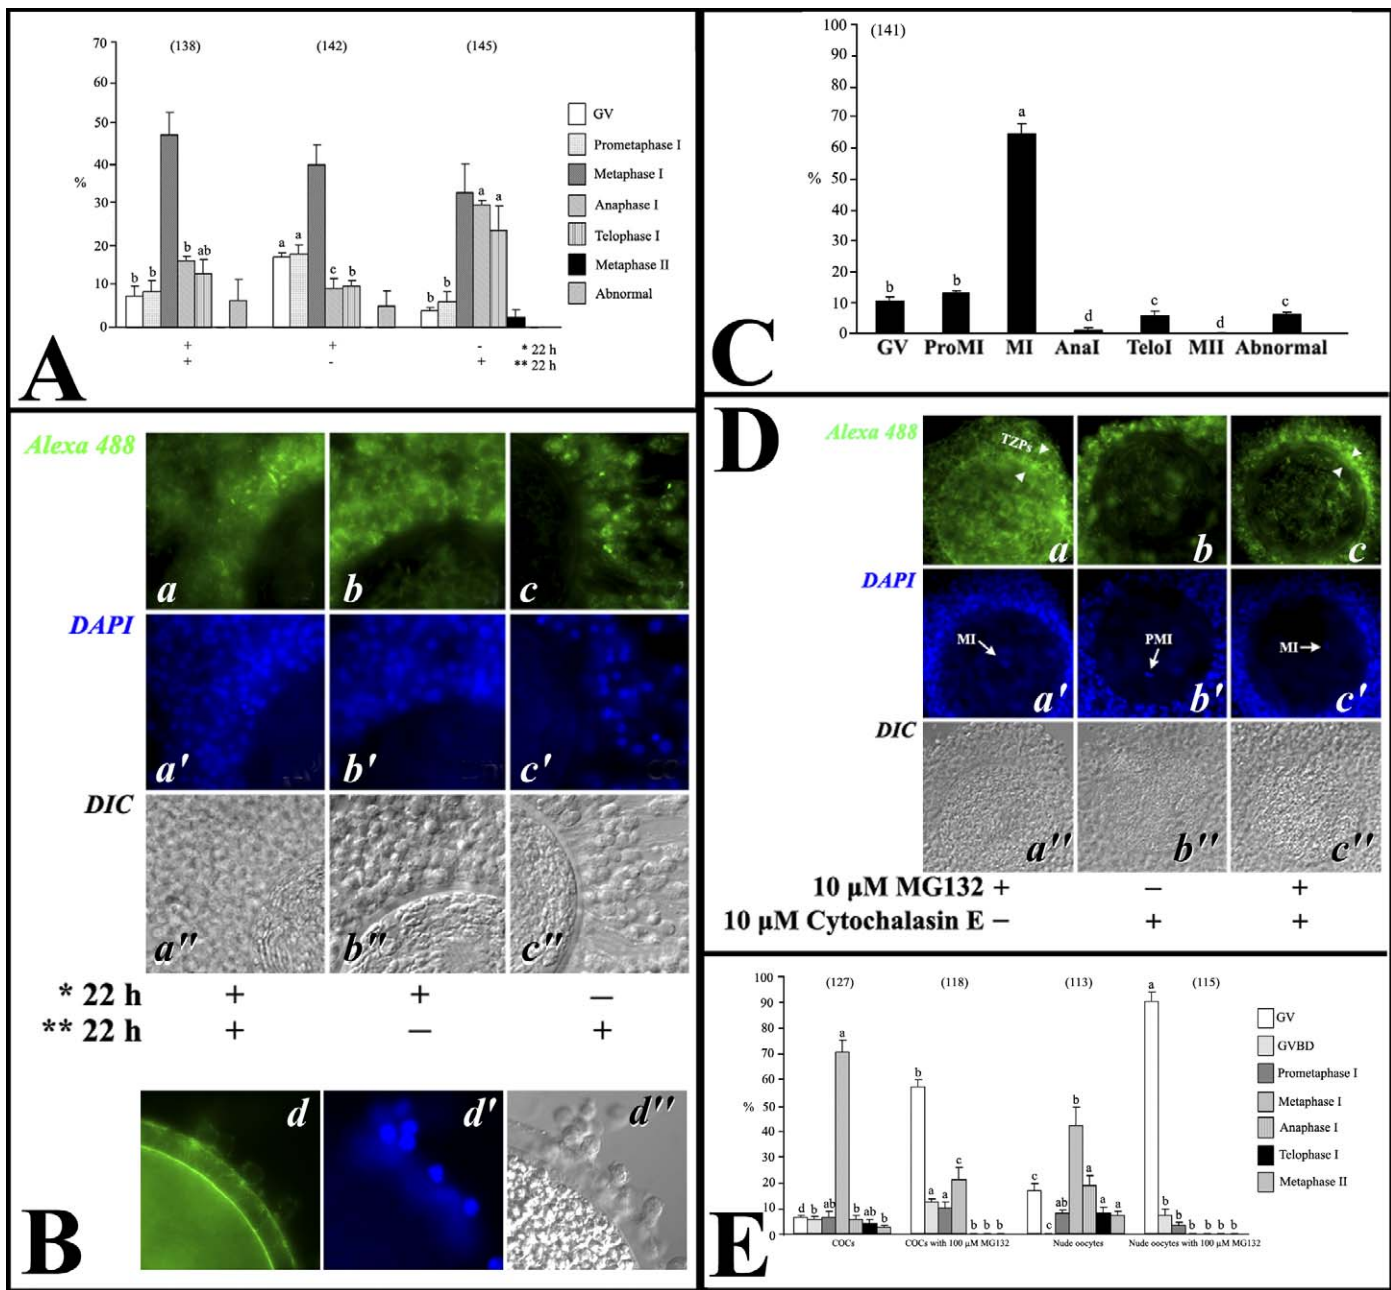 70
60
50
40
30
20
10
0
%
(138)
(142)
(145)
b
b
b
ab
a
a
c
b
b
b
a
a
GV
Prometaphase I
Metaphase I
Anaphase I
Telophase I
Metaphase II
Abnormal
+ + - * 22 h
+ - + ** 22 h
A
Alexa 488
a
b
c
DAPI
a'
b'
c'
DIC
a''
b''
c''
* 22 h + + –
** 22 h + – +
d
d'
d''
B
100
90
80
70
60
50
40
30
20
10
0
%
(141)
b
b
a
d
c
d
c
GV ProMI MI AnaI TeloI MII Abnormal
C
D
Alexa 488
TZPs
a
b
c
DAPI
MI
PMI
MI
a'
b'
c'
DIC
a''
b''
c''
10 µM MG132 + – +
10 µM Cytochalasin E – + +
100
90
80
70
60
50
40
30
20
10
0
%
(127)
(118)
(113)
(115)
d
b
ab
a
b
ab
b
b
a
a
c
b
b
b
c
c
ab
b
a
a
a
a
b
b
b
b
b
b
COCs
COCs with 100 µM MG132
Nude oocytes
Nude oocytes with 100 µM MG132
GV
GVBD
Prometaphase I
Metaphase I
Anaphase I
Telophase I
Metaphase II
E